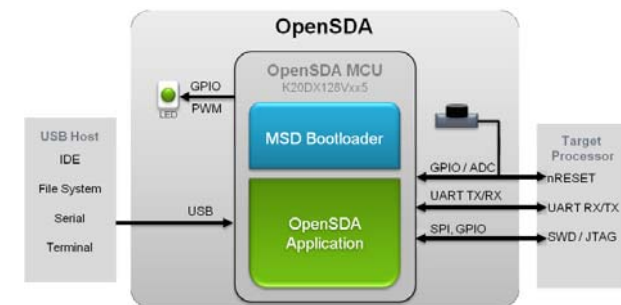 OpenSDA
OpenSDA MCU
K20DX128Vxx5
GPIO
PWM
LED
MSD Bootloader
USB Host
IDE
File System
Serial
Terminal
USB
OpenSDA
Application
GPIO / ADC
UART TX/RX
SPI, GPIO
Target
Processor
nRESET
UART RX/TX
SWD / JTAG